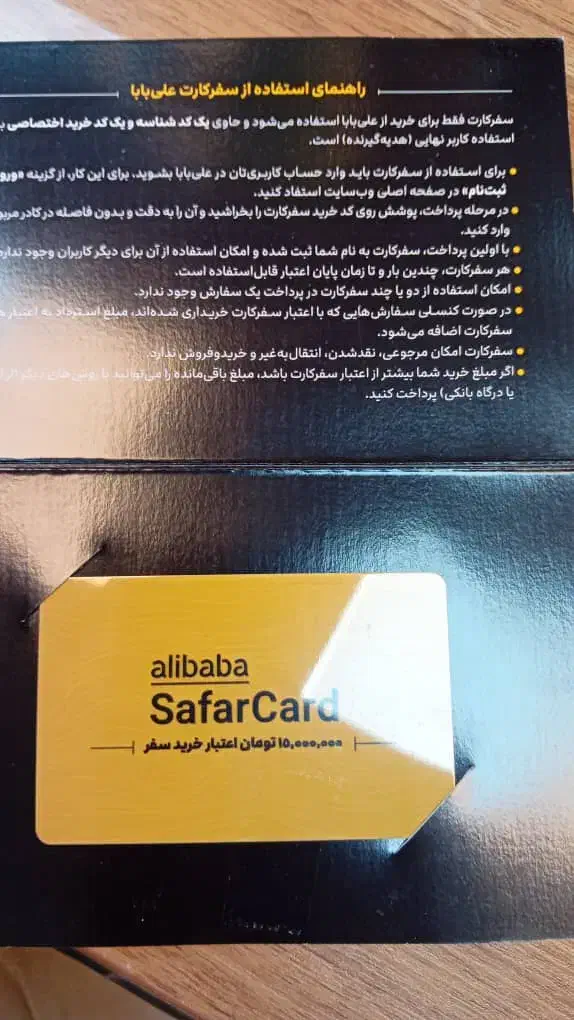 راهنمای استفاده از سفرکارت علی‌بابا
سفرکارت فقط برای خرید از علی‌بابا استفاده می‌شود و حاوی یک کد شناسه و یک کد خرید اختصاصی
استفاده کاربر نهایی (هدیه‌گیرنده) است.
• برای استفاده از سفرکارت باید وارد حساب کاربری‌تان در علی‌بابا بشوید. برای این کار، از گزینه
ثبت‌نام» در صفحه اصلی وب‌سایت استفاد کنید.
• در مرحله پرداخت، پوشش روی کد خرید سفرکارت را بخراشید و آن را به دقت و بدون فاصله در کادر
وارد کنید.
• با اولین پرداخت، سفرکارت به نام شما ثبت شده و امکان استفاده از آن برای دیگر کاربران وجود
• هر سفرکارت، چندین بار و تا زمان پایان اعتبار قابل‌استفاده است.
• امکان استفاده از دو یا چند سفرکارت در پرداخت یک سفارش وجود ندارد.
• در صورت کنسلی سفارش‌هایی که با اعتبار سفرکارت خریداری شده‌اند، مبلغ استرداد به اعتبار
سفرکارت اضافه می‌شود.
• سفرکارت امکان مرجوعی، نقدشدن، انتقال‌به‌غیر و خریدوفروش ندارد
• اگر مبلغ خرید شما بیشتر از اعتبار سفرکارت باشد، مبلغ باقی‌مانده را می‌توانید با روش‌های دیگر
یا درگاه بانکی) پرداخت کنید.
alibaba
SafarCard
۱۵,۰۰۰,۰۰۰ تومان اعتبار خرید سفر